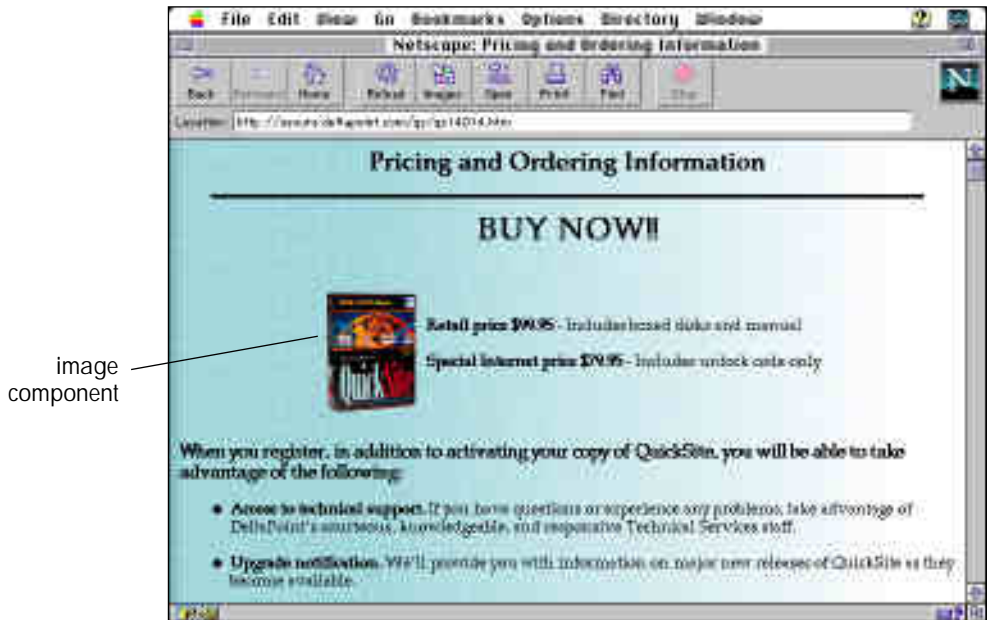 File Edit View Go Bookmarks Options Directory Window
Netscape: Pricing and Ordering Information
Back Forward Home Reload Images Open Print Find Stop
N
Location:
Pricing and Ordering Information
BUY NOW!!
Retail price $99.95 - Includes boxed disks and manual
Special Internet price $79.95 - Includes unlock code only
image
component
When you register, in addition to activating your copy of QuickSite, you will be able to take
advantage of the following:
• Access to technical support. If you have questions or experience any problems, take advantage of
DeltaPoint's courteous, knowledgeable, and responsive Technical Services staff.
• Upgrade notification. We'll provide you with information on major new releases of QuickSite as they
become available.